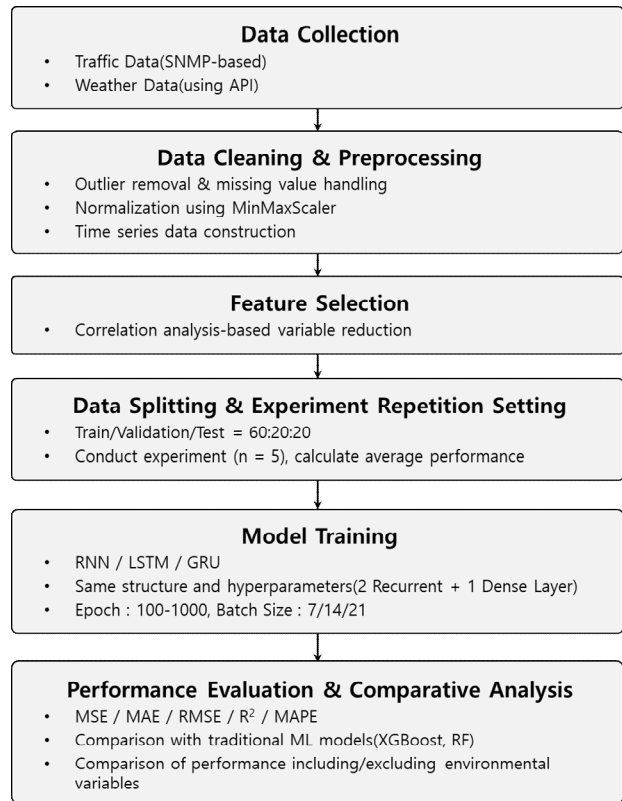 Data Collection
• Traffic Data(SNMP-based)
• Weather Data(using API)
Data Cleaning & Preprocessing
• Outlier removal & missing value handling
• Normalization using MinMaxScaler
• Time series data construction
Feature Selection
• Correlation analysis-based variable reduction
Data Splitting & Experiment Repetition Setting
• Train/Validation/Test = 60:20:20
• Conduct experiment (n = 5), calculate average performance
Model Training
• RNN / LSTM / GRU
• Same structure and hyperparameters(2 Recurrent + 1 Dense Layer)
• Epoch : 100-1000, Batch Size : 7/14/21
Performance Evaluation & Comparative Analysis
• MSE / MAE / RMSE / R² / MAPE
• Comparison with traditional ML models(XGBoost, RF)
• Comparison of performance including/excluding environmental
variables